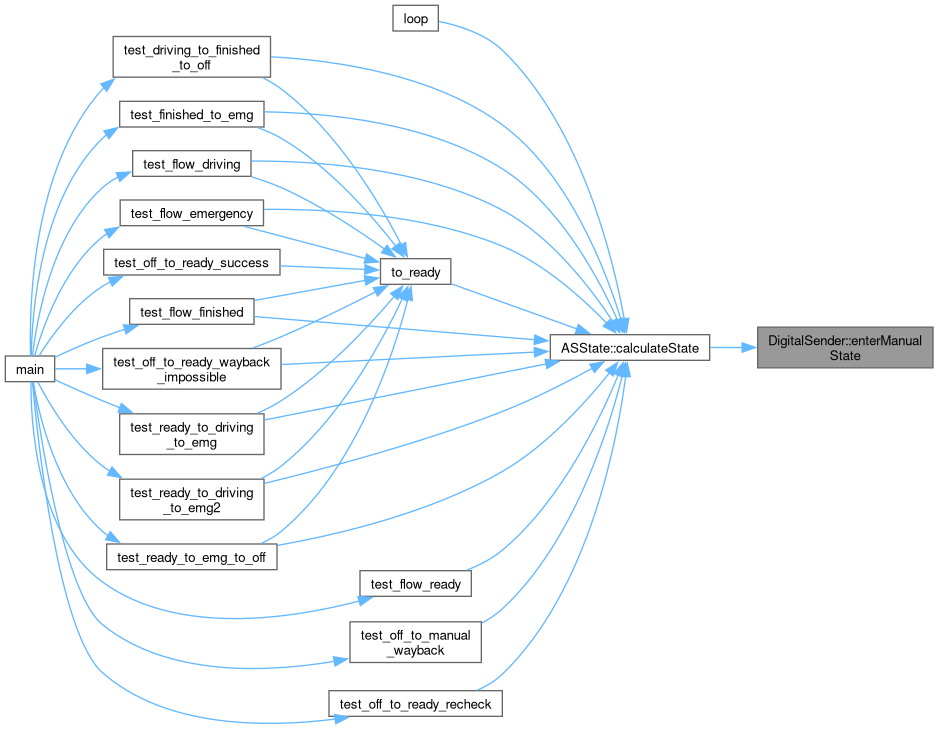 loop
test_driving_to_finished
_to_off
test_finished_to_emg
test_flow_driving
test_flow_emergency
test_off_to_ready_success
to_ready
test_flow_finished
ASState::calculateState
DigitalSender::enterManual
State
main
test_off_to_ready_wayback
_impossible
test_ready_to_driving
_to_emg
test_ready_to_driving
_to_emg2
test_ready_to_emg_to_off
test_flow_ready
test_off_to_manual
_wayback
test_off_to_ready_recheck